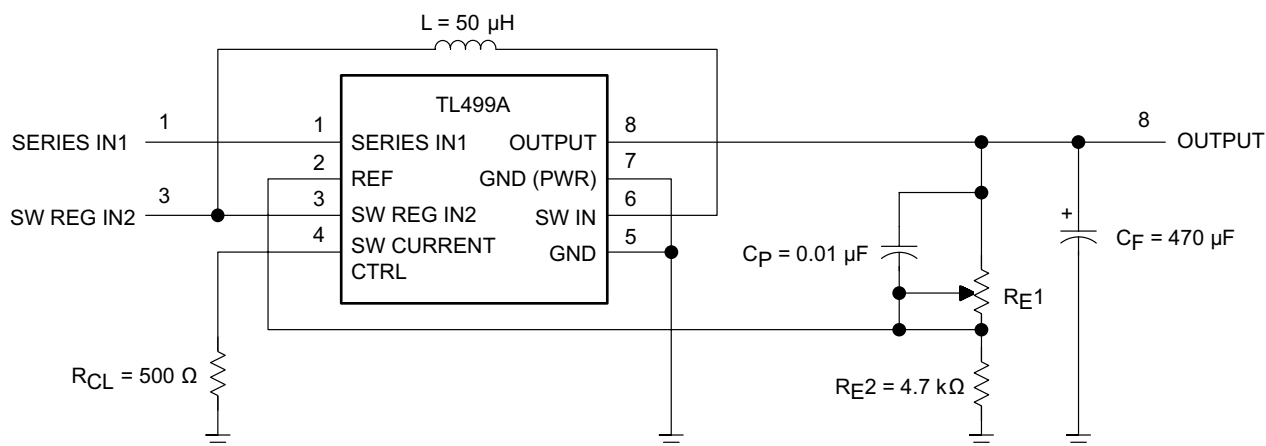 L = 50 µH
TL499A
SERIES IN1
1
1
SERIES IN1
OUTPUT
8
8
OUTPUT
2
REF
GND (PWR)
7
SW REG IN2
3
3
SW REG IN2
SW IN
6
4
SW CURRENT
CTRL
GND
5
CP = 0.01 µF
+
CF = 470 µF
RE1
RCL = 500 Ω
RE2 = 4.7 kΩ